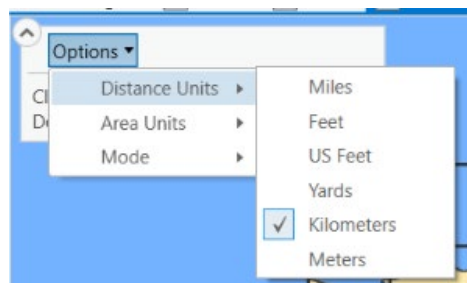 Options
Distance Units
Area Units
Mode
Miles
Feet
US Feet
Yards
Kilometers
Meters